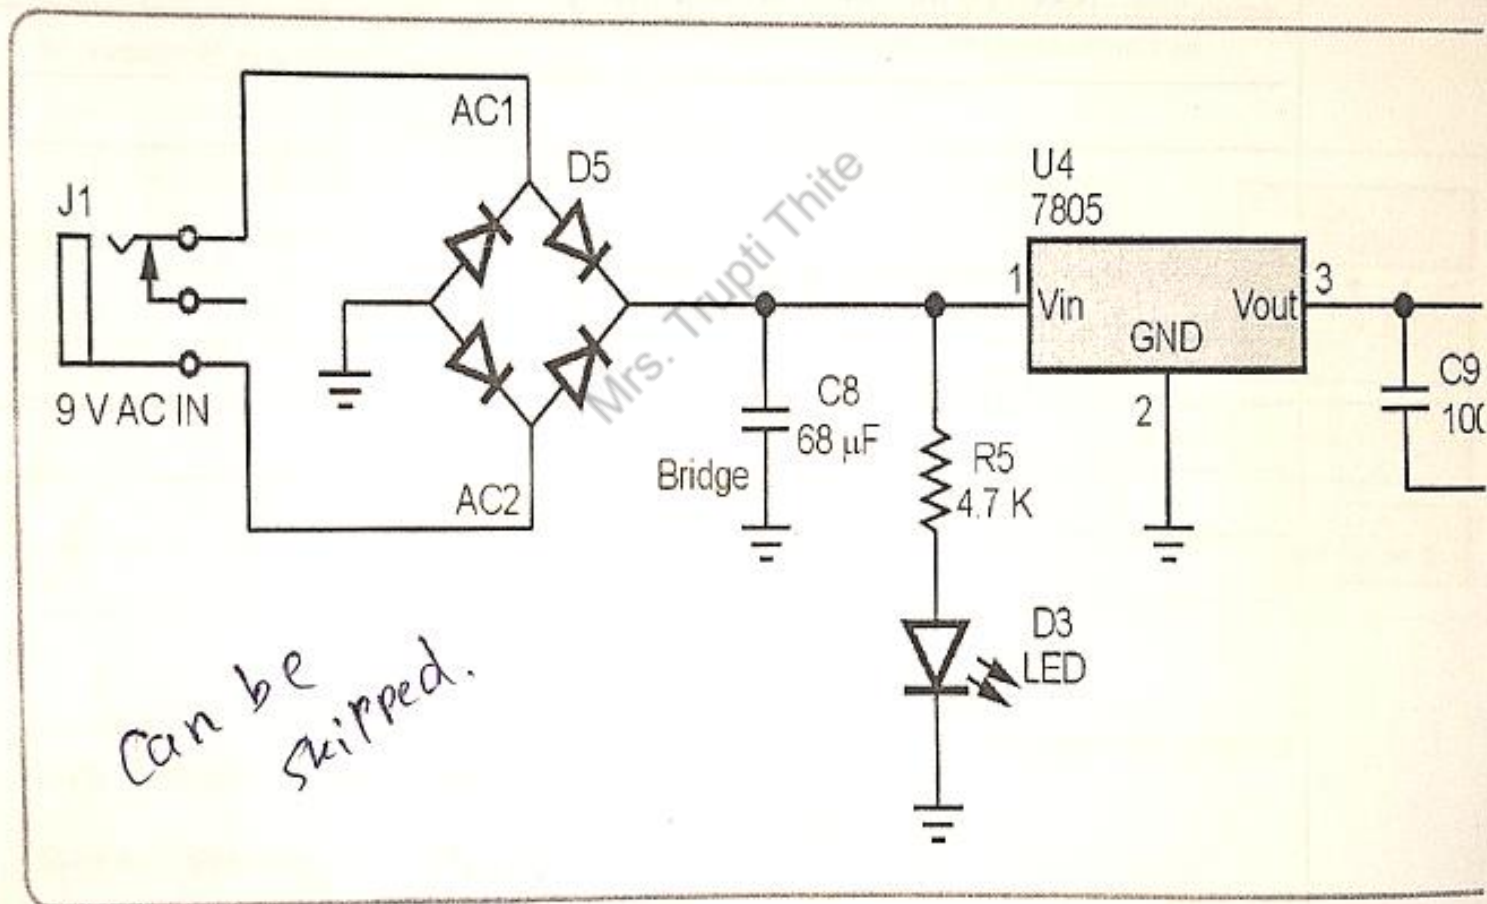 J1
9 V AC IN
AC1
D5
AC2
Mrs. Trupti Thite
Bridge
C8
68 μF
R5
4.7 K
D3
LED
U4
7805
1
Vin
Vout
3
GND
2
C9
Can be
skipped.